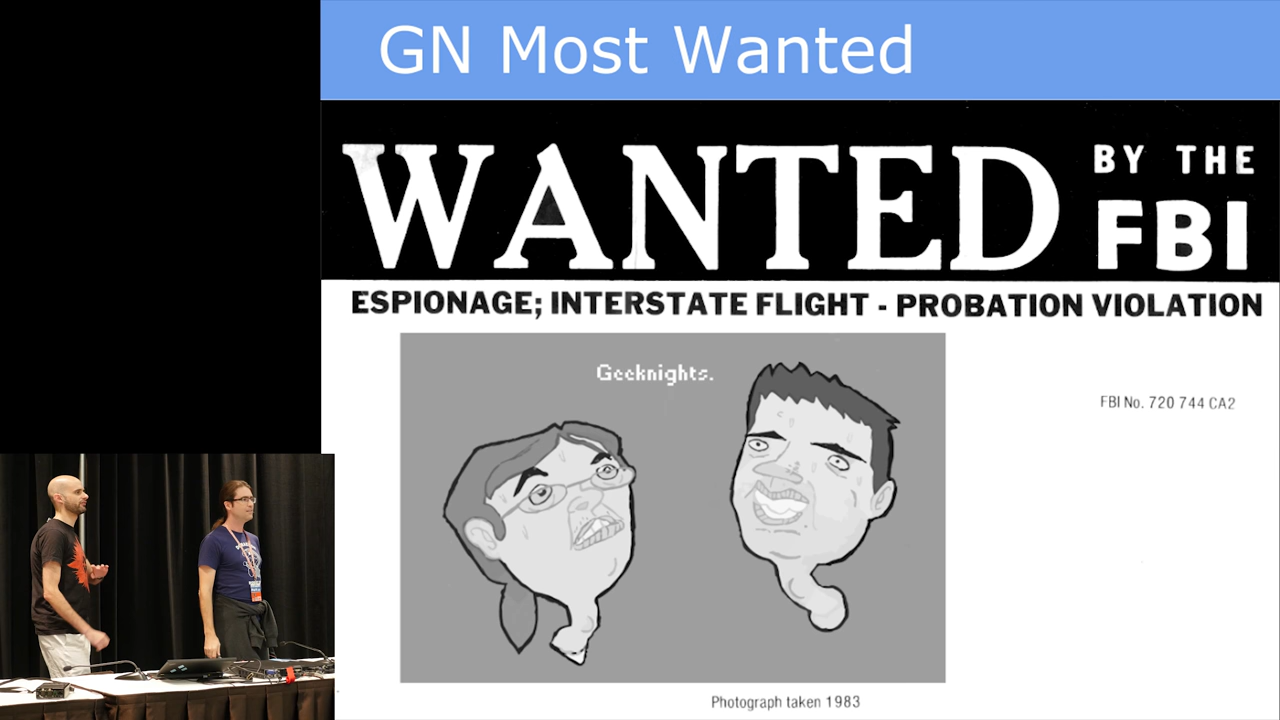 GN Most Wanted
WANTED BY THE FBI
ESPIONAGE; INTERSTATE FLIGHT - PROBATION VIOLATION
Geeknights.
FBI No. 720 744 CA2
Photograph taken 1983